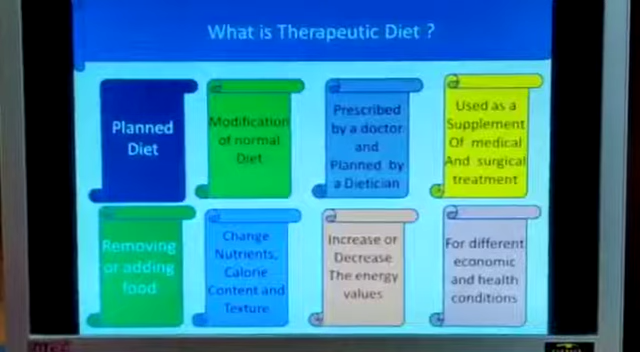 What is Therapeutic Diet ?
Planned
Diet
Modification
of normal
Diet
Prescribed
by a doctor
and
Planned by
a Dietician
Used as a
Supplement
Of medical
And surgical
treatment
Removing
or adding
food
Change
Nutrients,
Calorie
Content and
Texture
Increase or
Decrease
The energy
values
For different
economic
and health
conditions